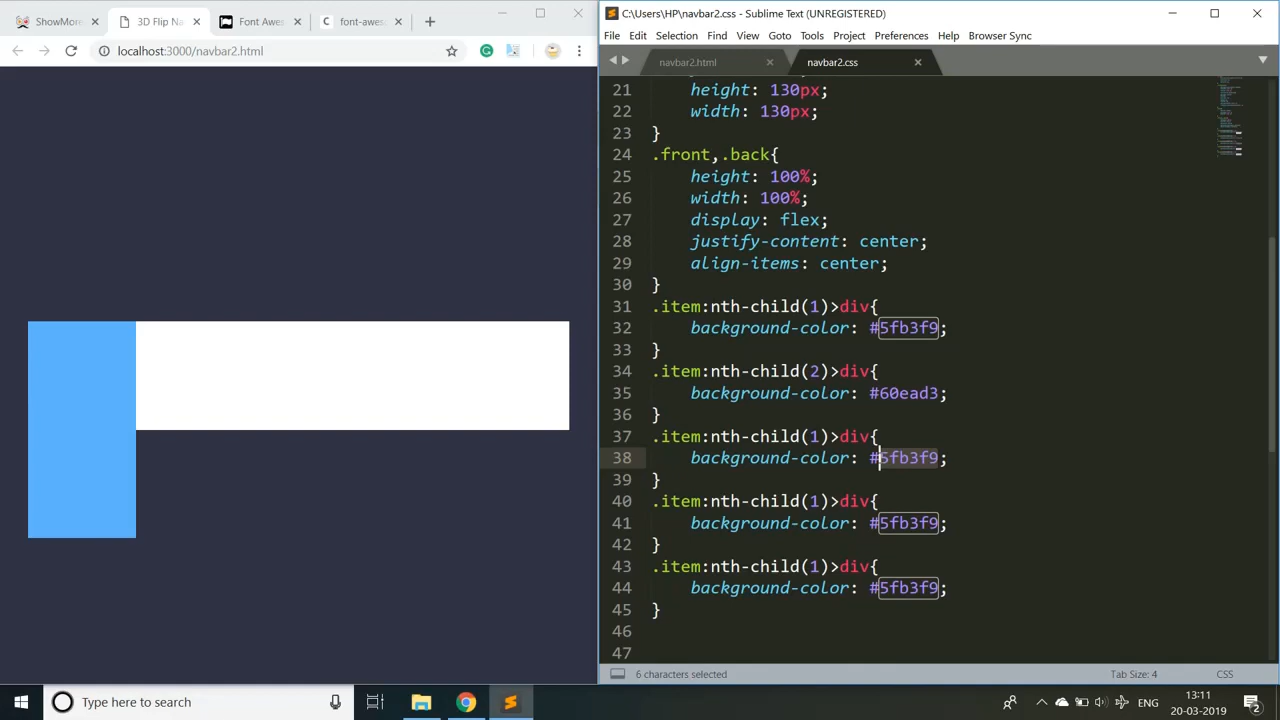 ShowMore
3D Flip Na
Font Awes
font-awes
localhost:3000/navbar2.html
C:\Users\HP\navbar2.css - Sublime Text (UNREGISTERED)
File Edit Selection Find View Goto Tools Project Preferences Help Browser Sync
navbar2.html
navbar2.css
21 height: 130px;
22 width: 130px;
23 }
24 .front,.back{
25 height: 100%;
26 width: 100%;
27 display: flex;
28 justify-content: center;
29 align-items: center;
30 }
31 .item:nth-child(1)>div{
32 background-color: #5fb3f9;
33 }
34 .item:nth-child(2)>div{
35 background-color: #60ead3;
36 }
37 .item:nth-child(1)>div{
38 background-color: #5fb3f9;
39 }
40 .item:nth-child(1)>div{
41 background-color: #5fb3f9;
42 }
43 .item:nth-child(1)>div{
44 background-color: #5fb3f9;
45 }
46
47
6 characters selected
Tab Size: 4
CSS
Type here to search
ENG
13:11
20-03-2019
2